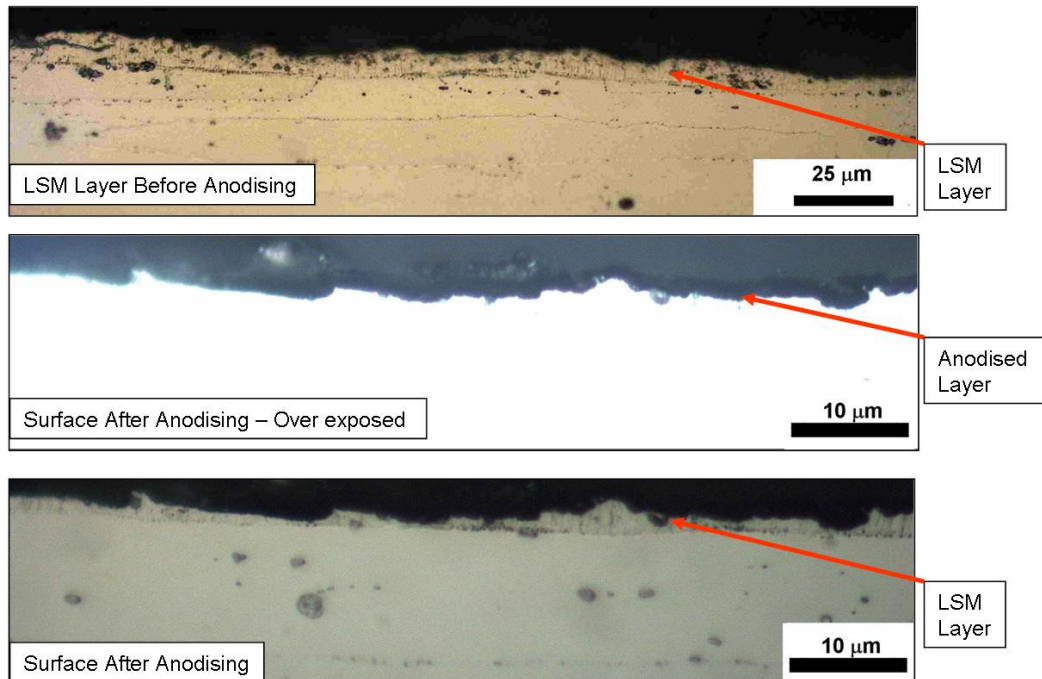 LSM Layer Before Anodising
25 μm
LSM
Layer
Surface After Anodising – Over exposed
10 μm
Anodised
Layer
Surface After Anodising
10 μm
LSM
Layer